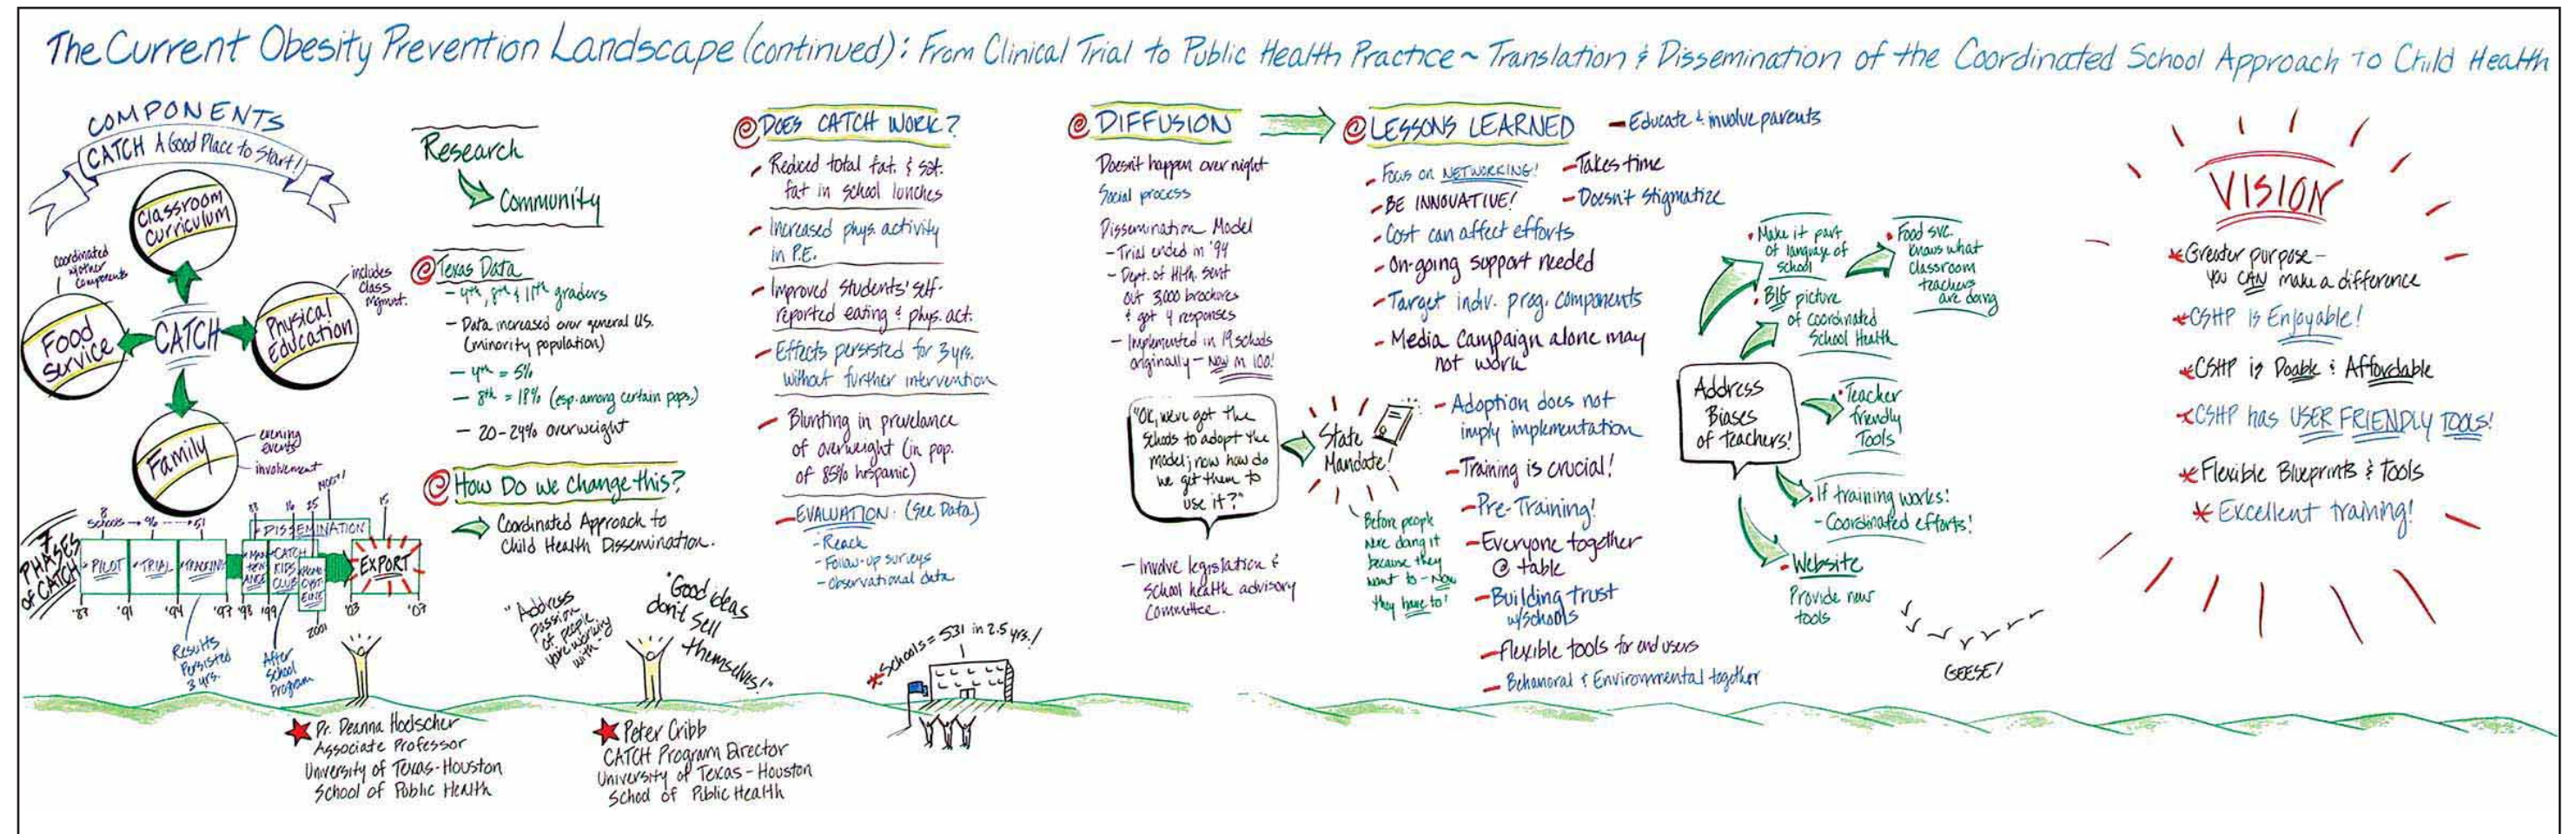 The Current Obesity Prevention Landscape (continued): From Clinical Trial to Public Health Practice ~ Translation & Dissemination of the Coordinated School Approach to Child Health
COMPONENTS
CATCH A Good Place to Start!
Classroom
Curriculum
Coordinated
w/other
components
Food
Service
CATCH
Physical
Education
includes
class
Mgmnt.
Family
evening
events
involvement
7
PHASES
of CATCH
8
Schools → 96 → 51
PILOT
TRIAL
TRACKING
DISSEMINATION
MAIN
TEN
ANCE
CATCH
KIDS
CLUB
EXPORT
15
'91
'94
'97
'98
'99
2001
'03
'07
Results
Persisted
3 yrs.
After
School
Program
Research
Community
@ Texas Data
- 4th, 8th & 11th graders
- Data increased over general U.S.
(minority population)
- 4th = 5%
- 8th = 18% (esp. among certain pops.)
- 20-24% overweight
@ How Do we change this?
Coordinated Approach to
Child Health Dissemination.
"Address
passion
of people
you're working
with"
"Good ideas
don't sell
themselves!"
Dr. Deanna Hoelscher
Associate Professor
University of Texas-Houston
School of Public Health
Peter Cribb
CATCH Program Director
University of Texas - Houston
School of Public Health
@ DOES CATCH WORK?
- Reduced total fat. & sat.
fat in school lunches
- Increased phys. activity
in P.E.
- Improved students' self-
reported eating & phys. act.
- Effects persisted for 3 yrs.
without further intervention
- Blunting in prevelance
of overweight (in pop.
of 85% hispanic)
- EVALUATION: (See Data)
- Reach
- Follow-up surveys
- Observational data
* Schools = 531 in 2.5 yrs.!
@ DIFFUSION
Doesn't happen over night
Social process
Dissemination Model
- Trial ended in '94
- Dept. of Hlth. sent
out 3,000 brochures
& got 4 responses
- Implemented in 19 schools
originally - Now in 100!
"OK, we've got the
schools to adopt the
model; now how do
we get them to
use it?"
State
Mandate!
Before people
were doing it
because they
want to - Now
they have to!
- Involve legislation &
school health advisory
committee.
@ LESSONS LEARNED
- Educate & involve parents
- Focus on NETWORKING!
- Takes time
- BE INNOVATIVE!
- Doesn't stigmatize
- Cost can affect efforts
- On-going support needed
- Target indiv. prog. components
- Media Campaign alone may
not work
- Adoption does not
imply implementation
- Training is crucial!
- Pre-Training!
- Everyone together
@ table
- Building trust
w/schools
- Flexible tools for end users
- Behavioral & Environmental together
Address
Biases
of teachers!
• Make it part
of language of
school
• Food svc.
knows what
classroom
teachers
are doing
• BIG picture
of coordinated
School Health
• Teacher
friendly
Tools
• If training works!
- Coordinated efforts!
• Website
Provide new
tools
GEESE!
VISION
* Greater purpose -
you CAN make a difference
* CSHP is Enjoyable!
* CSHP is Doable & Affordable
* CSHP has USER FRIENDLY TOOLS!
* Flexible Blueprints & Tools
* Excellent training!